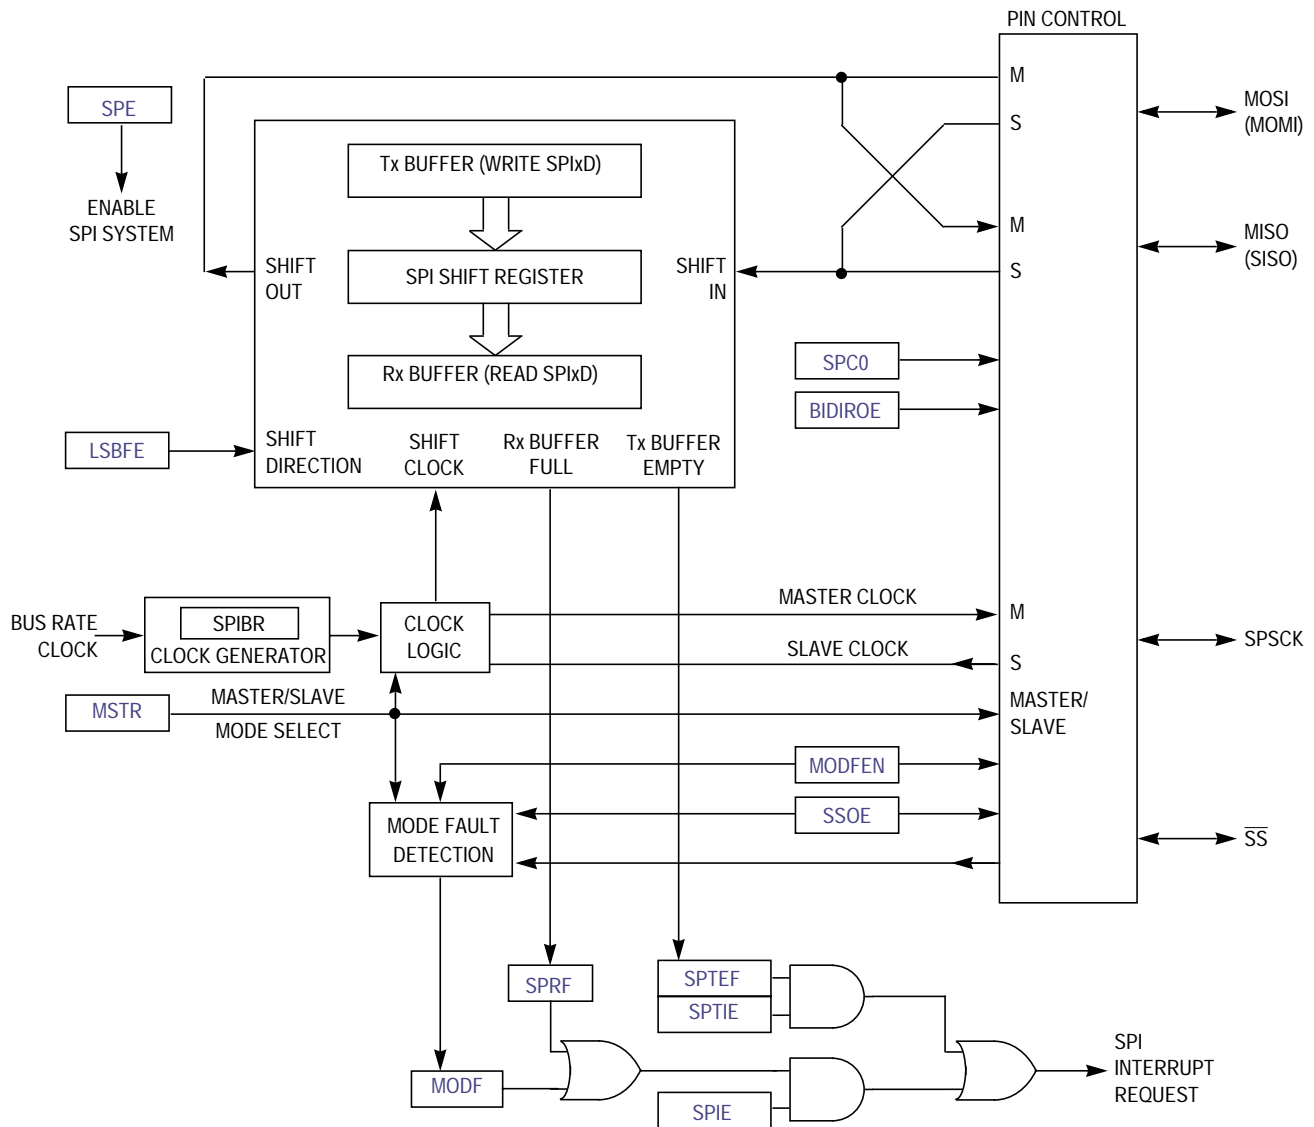 PIN CONTROL
M
SPE
MOSI
(MOMI)
S
Tx BUFFER (WRITE SPIxD)
ENABLE
SPI SYSTEM
M
MISO
(SISO)
SHIFT
OUT
SPI SHIFT REGISTER
SHIFT
IN
S
SPC0
Rx BUFFER (READ SPIxD)
BIDIROE
LSBFE
SHIFT
DIRECTION
SHIFT
CLOCK
Rx BUFFER
FULL
Tx BUFFER
EMPTY
MASTER CLOCK
M
BUS RATE
CLOCK
SPIBR
CLOCK GENERATOR
CLOCK
LOGIC
SPSCK
SLAVE CLOCK
S
MSTR
MASTER/SLAVE
MODE SELECT
MASTER/
SLAVE
MODFEN
SSOE
MODE FAULT
DETECTION
SS
SPRF
SPTEF
SPTIE
SPI
INTERRUPT
REQUEST
MODF
SPIE